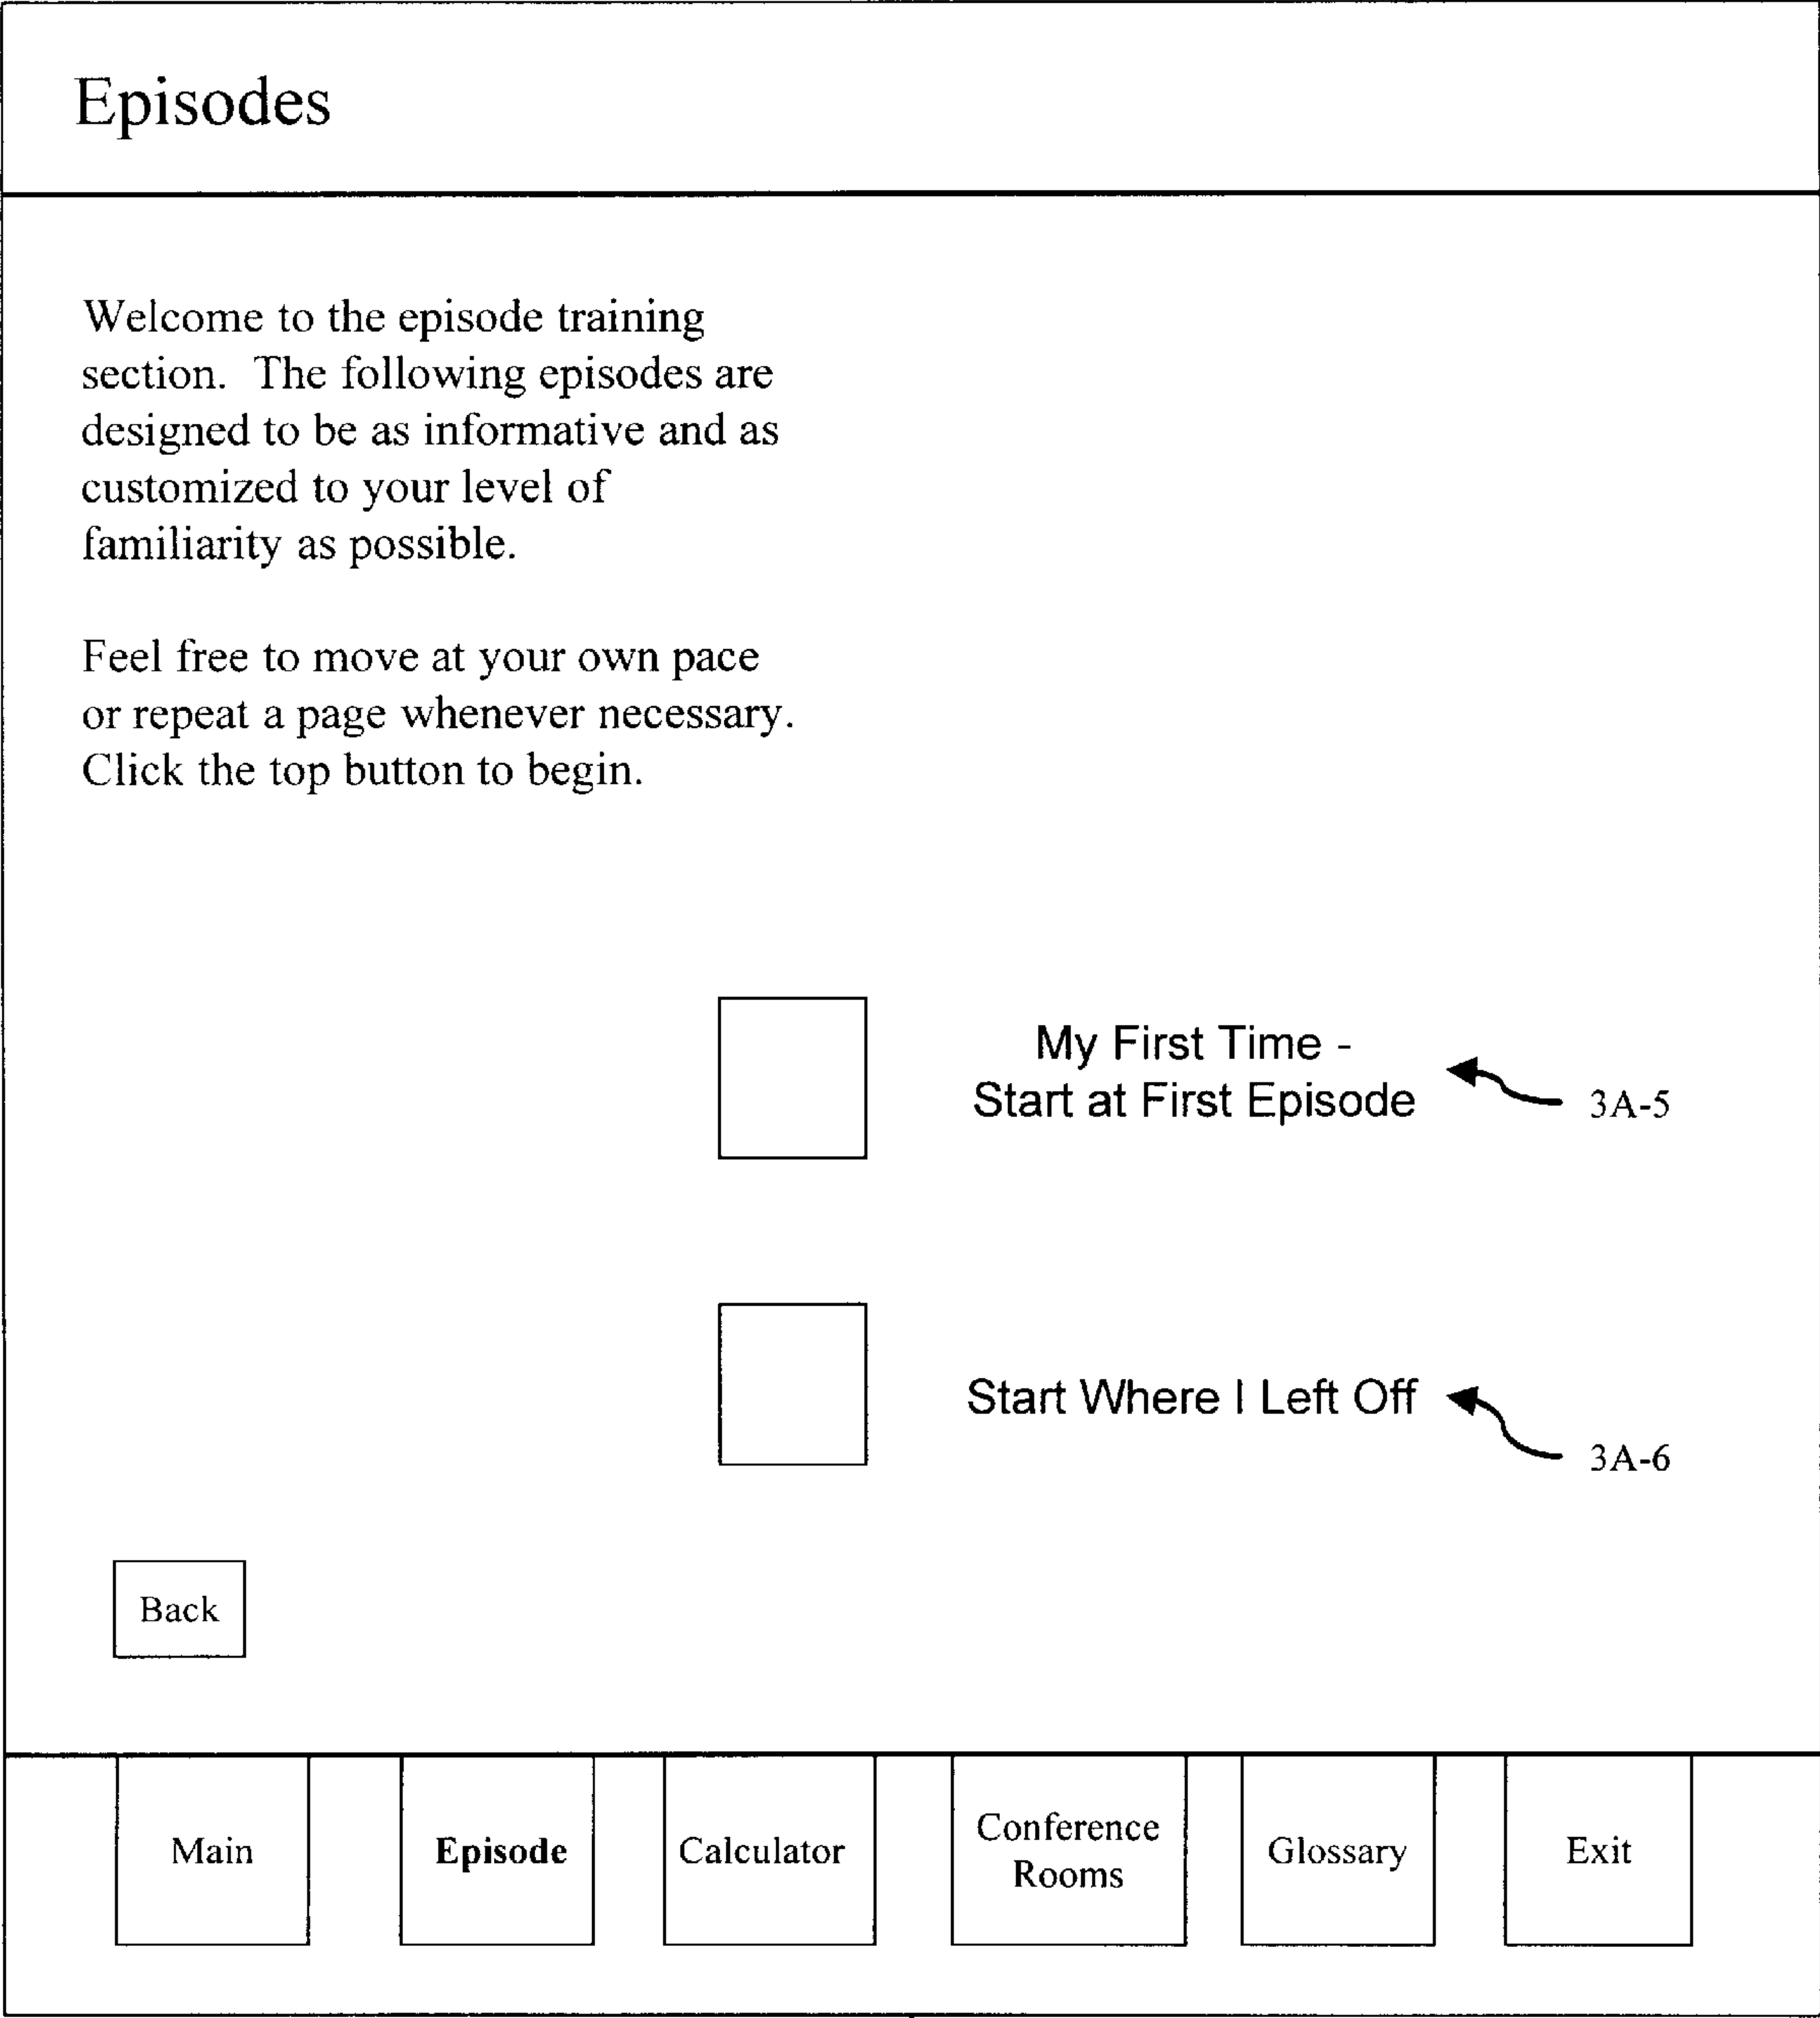 Episodes
Welcome to the episode training
section.  The following episodes are
designed to be as informative and as
customized to your level of
familiarity as possible.
Feel free to move at your own pace
or repeat a page whenever necessary.
Click the top button to begin.
My First Time -
Start at First Episode
3A-5
Start Where I Left Off
3A-6
Back
Main
Episode
Calculator
Conference
Rooms
Glossary
Exit